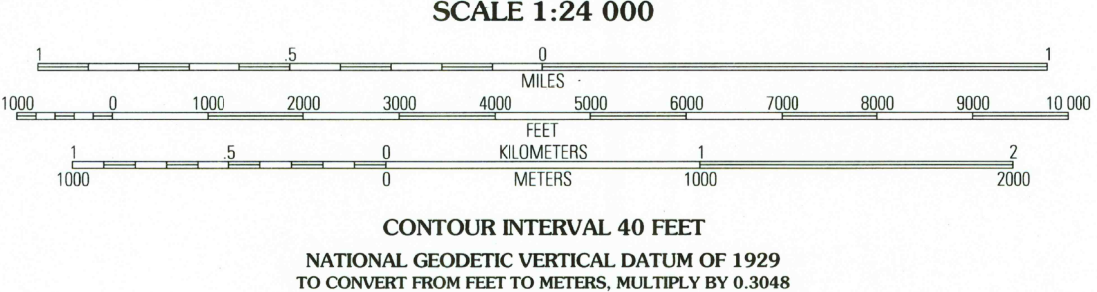 SCALE 1:24 000
1 .5 0 1
MILES
1000 0 1000 2000 3000 4000 5000 6000 7000 8000 9000 10 000
FEET
1 .5 0 KILOMETERS 1 2
1000 0 METERS 1000 2000
CONTOUR INTERVAL 40 FEET
NATIONAL GEODETIC VERTICAL DATUM OF 1929
TO CONVERT FROM FEET TO METERS, MULTIPLY BY 0.3048